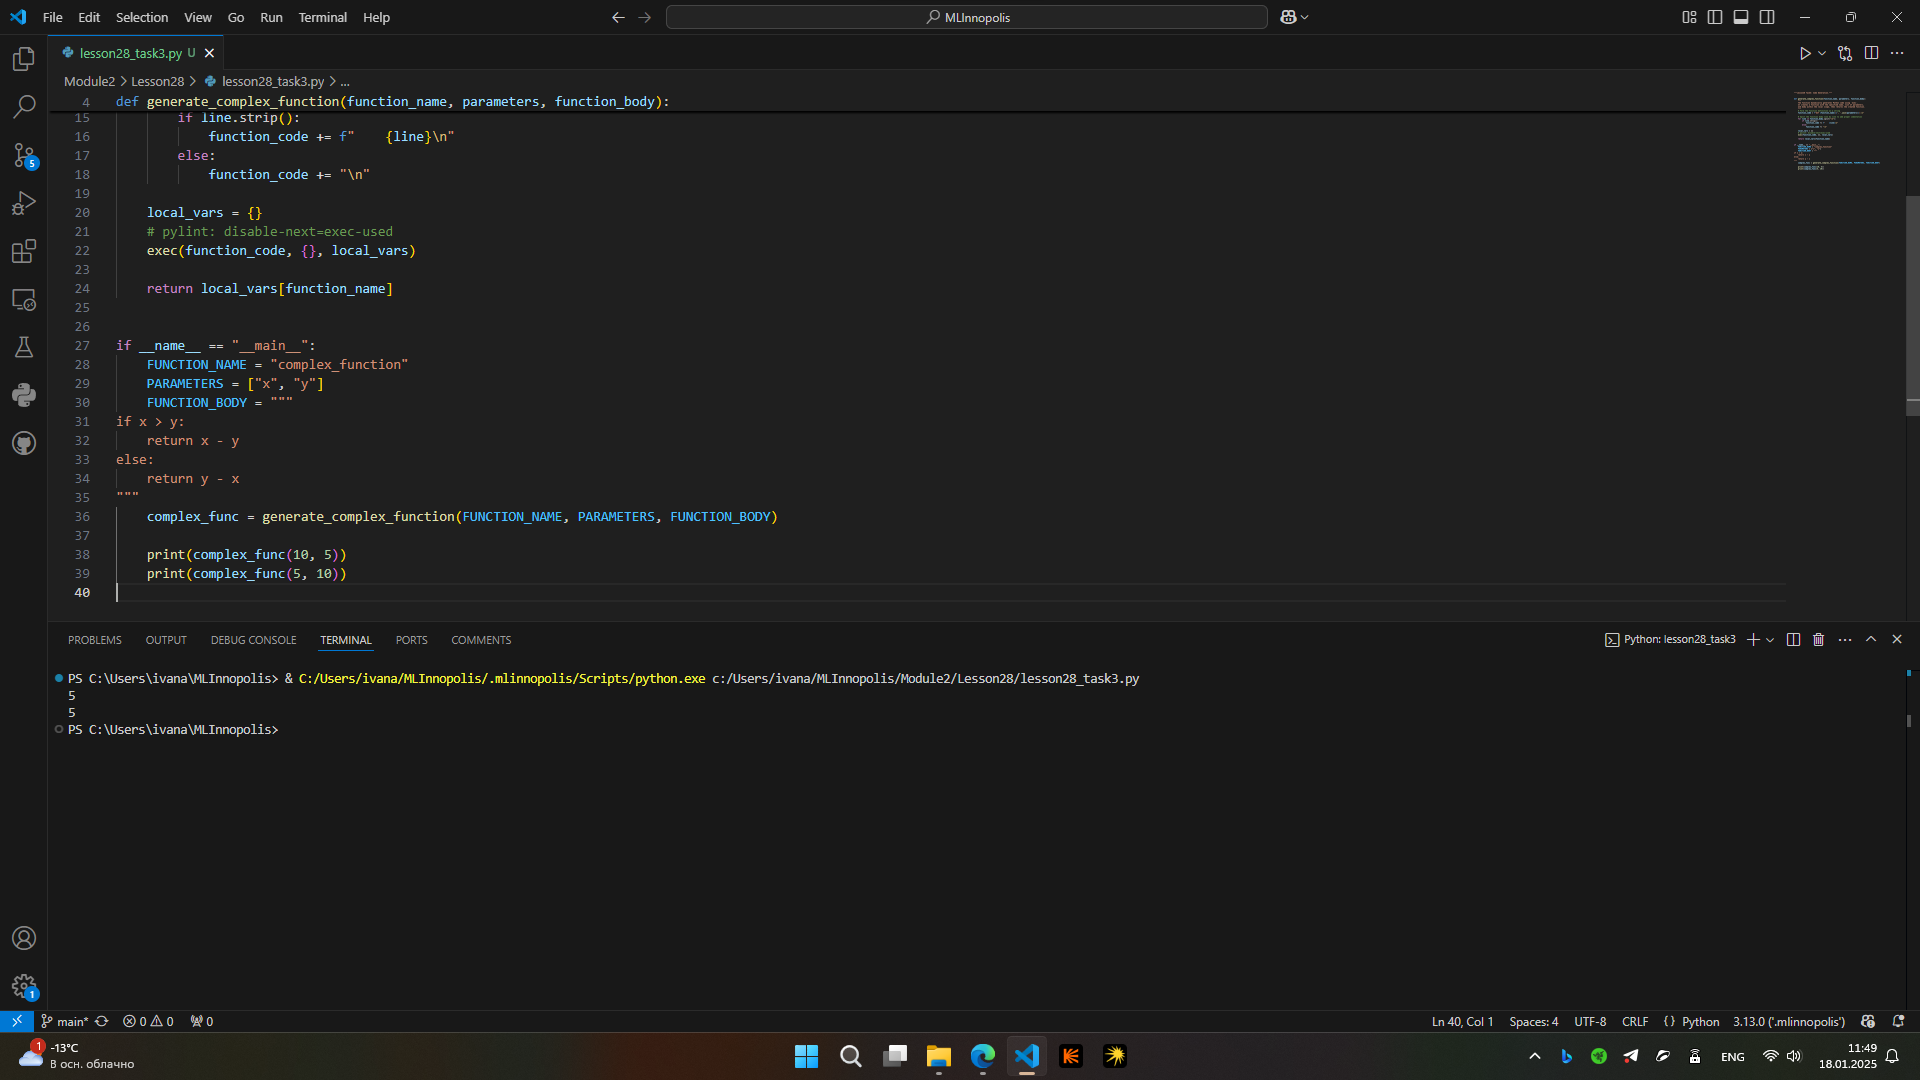 File Edit Selection View Go Run Terminal Help
MLInnopolis
lesson28_task3.py U
Module2 > Lesson28 > lesson28_task3.py > ...
4 def generate_complex_function(function_name, parameters, function_body):
15         if line.strip():
16             function_code += f"    {line}\n"
17         else:
18             function_code += "\n"
19
20     local_vars = {}
21     # pylint: disable-next=exec-used
22     exec(function_code, {}, local_vars)
23
24     return local_vars[function_name]
25
26
27 if __name__ == "__main__":
28     FUNCTION_NAME = "complex_function"
29     PARAMETERS = ["x", "y"]
30     FUNCTION_BODY = """
31 if x > y:
32     return x - y
33 else:
34     return y - x
35 """
36     complex_func = generate_complex_function(FUNCTION_NAME, PARAMETERS, FUNCTION_BODY)
37
38     print(complex_func(10, 5))
39     print(complex_func(5, 10))
40
PROBLEMS OUTPUT DEBUG CONSOLE TERMINAL PORTS COMMENTS
Python: lesson28_task3
PS C:\Users\ivana\MLInnopolis> & C:/Users/ivana/MLInnopolis/.mlinnopolis/Scripts/python.exe c:/Users/ivana/MLInnopolis/Module2/Lesson28/lesson28_task3.py
5
5
PS C:\Users\ivana\MLInnopolis>
5
1
main* 0 0 0
Ln 40, Col 1 Spaces: 4 UTF-8 CRLF {} Python 3.13.0 ('.mlinnopolis')
1
-13°C
В осн. облачно
ENG
11:49
18.01.2025